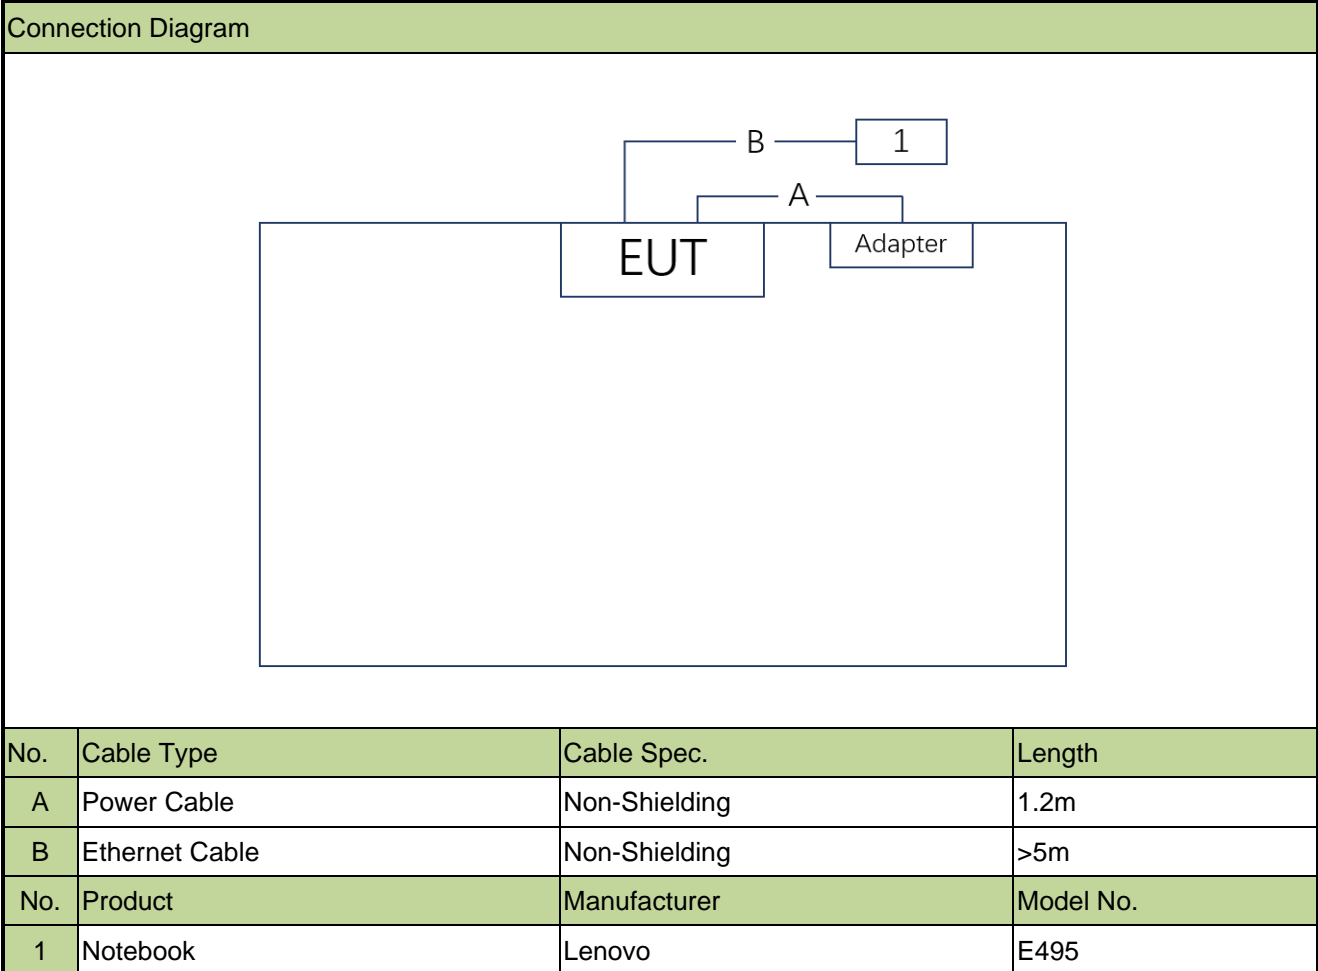 Connection Diagram
B 1
A
EUT Adapter
No. Cable Type Cable Spec. Length
A Power Cable Non-Shielding 1.2m
B Ethernet Cable Non-Shielding >5m
No. Product Manufacturer Model No.
1 Notebook Lenovo E495